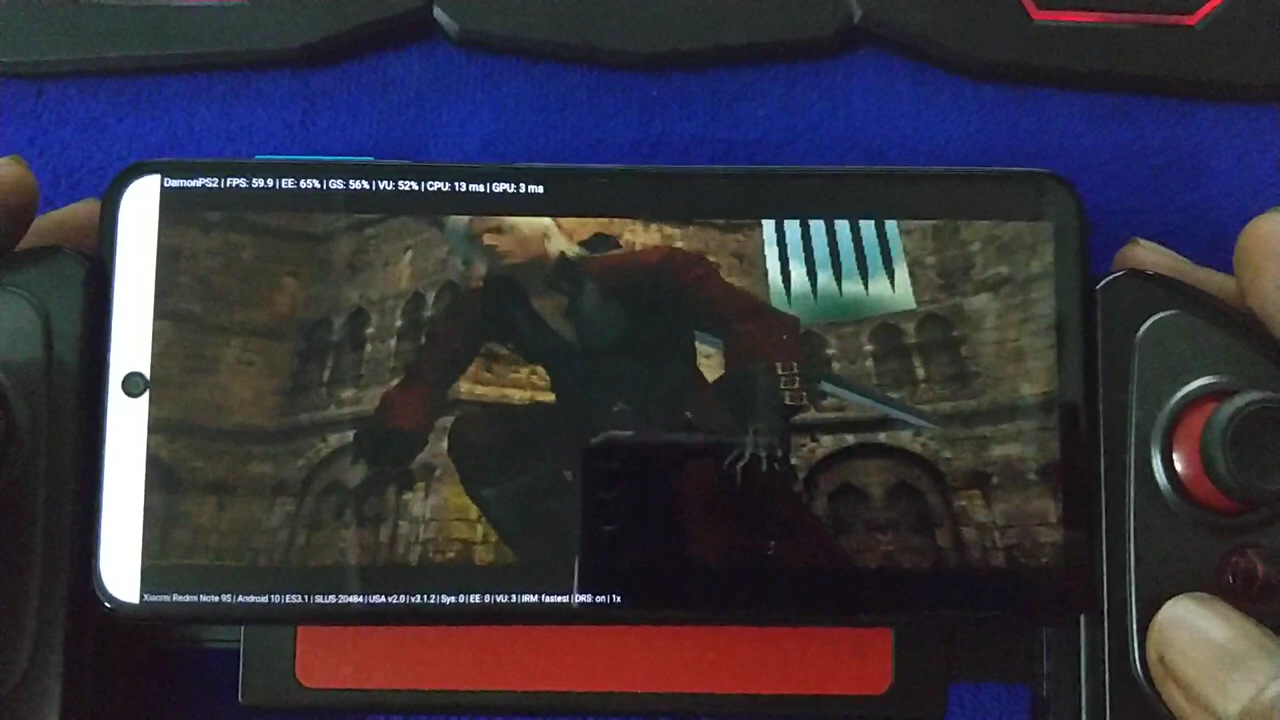 DamonPS2 | FPS: 59.9 | EE: 65% | GS: 56% | VU: 52% | CPU: 13 ms | GPU: 3 ms
Xiaomi Redmi Note 9S | Android 10 | ES3.1 | SLUS-20484 | USA v2.0 | v3.1.2 | Sys: 0 | EE: 0 | VU: 3 | IRM: fastest | DRS: on | 1x